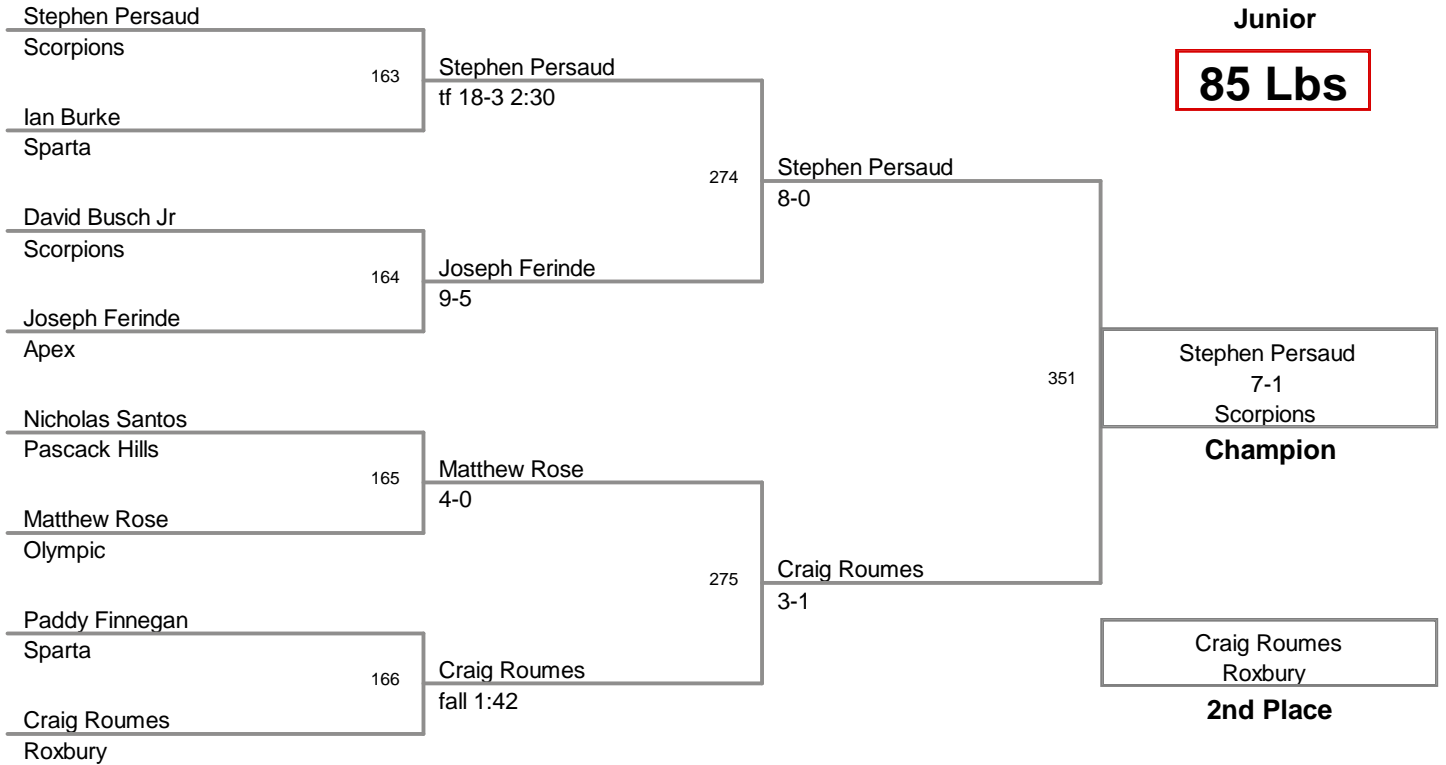 Stephen Persaud
Scorpions
163
Ian Burke
Sparta
Stephen Persaud
tf 18-3 2:30
David Busch Jr
Scorpions
164
Joseph Ferinde
Apex
Joseph Ferinde
9-5
274
Stephen Persaud
8-0
Nicholas Santos
Pascack Hills
165
Matthew Rose
Olympic
Matthew Rose
4-0
Paddy Finnegan
Sparta
166
Craig Roumes
Roxbury
Craig Roumes
fall 1:42
275
Craig Roumes
3-1
351
Junior
85 Lbs
Stephen Persaud
7-1
Scorpions
Champion
Craig Roumes
Roxbury
2nd Place